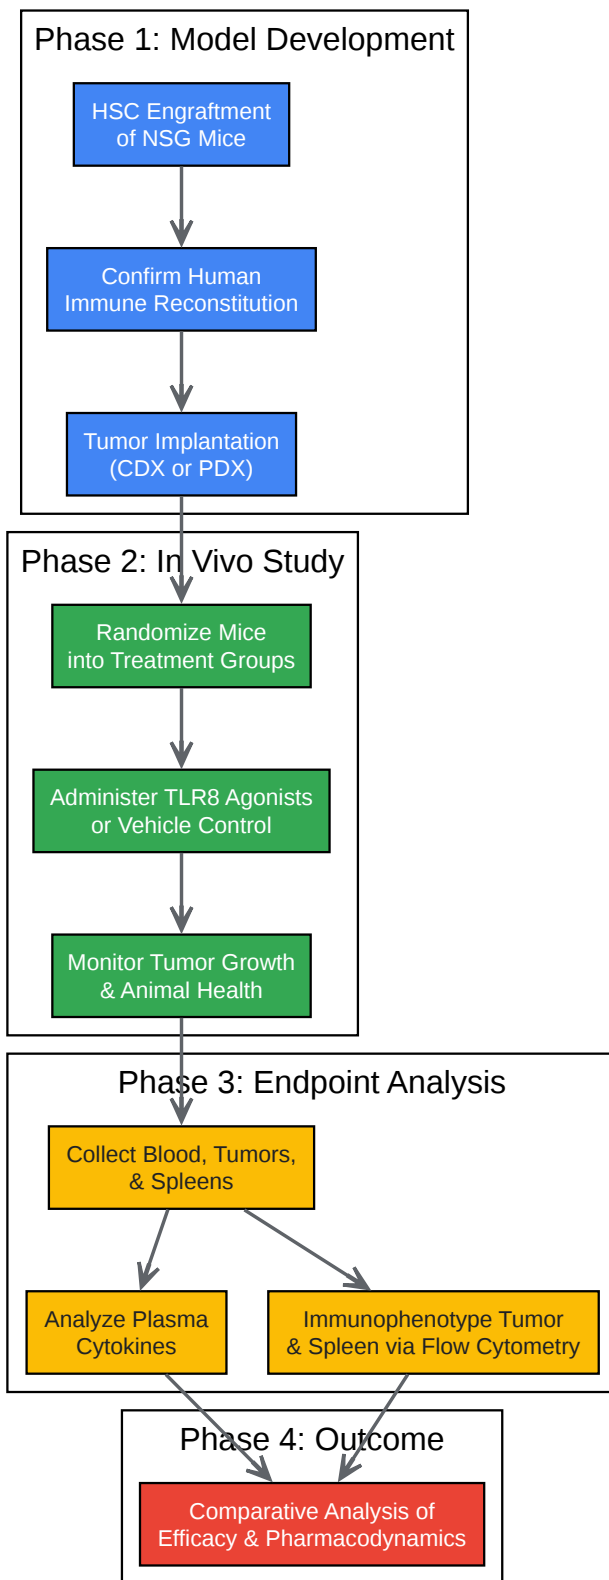 Phase 1: Model Development
HSC Engraftment
of NSG Mice
Confirm Human
Immune Reconstitution
Tumor Implantation
(CDX or PDX)
Phase 2: In Vivo Study
Randomize Mice
into Treatment Groups
Administer TLR8 Agonists
or Vehicle Control
Monitor Tumor Growth
& Animal Health
Phase 3: Endpoint Analysis
Collect Blood, Tumors,
& Spleens
Analyze Plasma
Cytokines
Immunophenotype Tumor
& Spleen via Flow Cytometry
Phase 4: Outcome
Comparative Analysis of
Efficacy & Pharmacodynamics